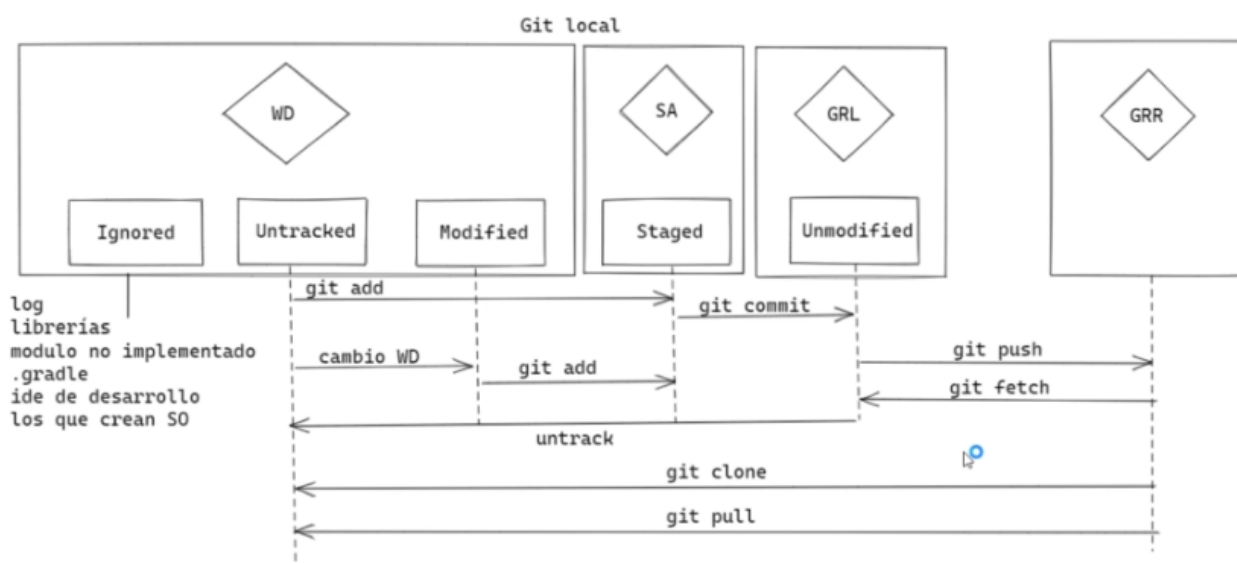 Git local
WD
SA
GRL
GRR
Ignored
Untracked
Modified
Staged
Unmodified
git add
git commit
log
librerías
modulo no implementado
.gradle
ide de desarrollo
los que crean SO
cambio WD
git add
git push
git fetch
untrack
git clone
git pull